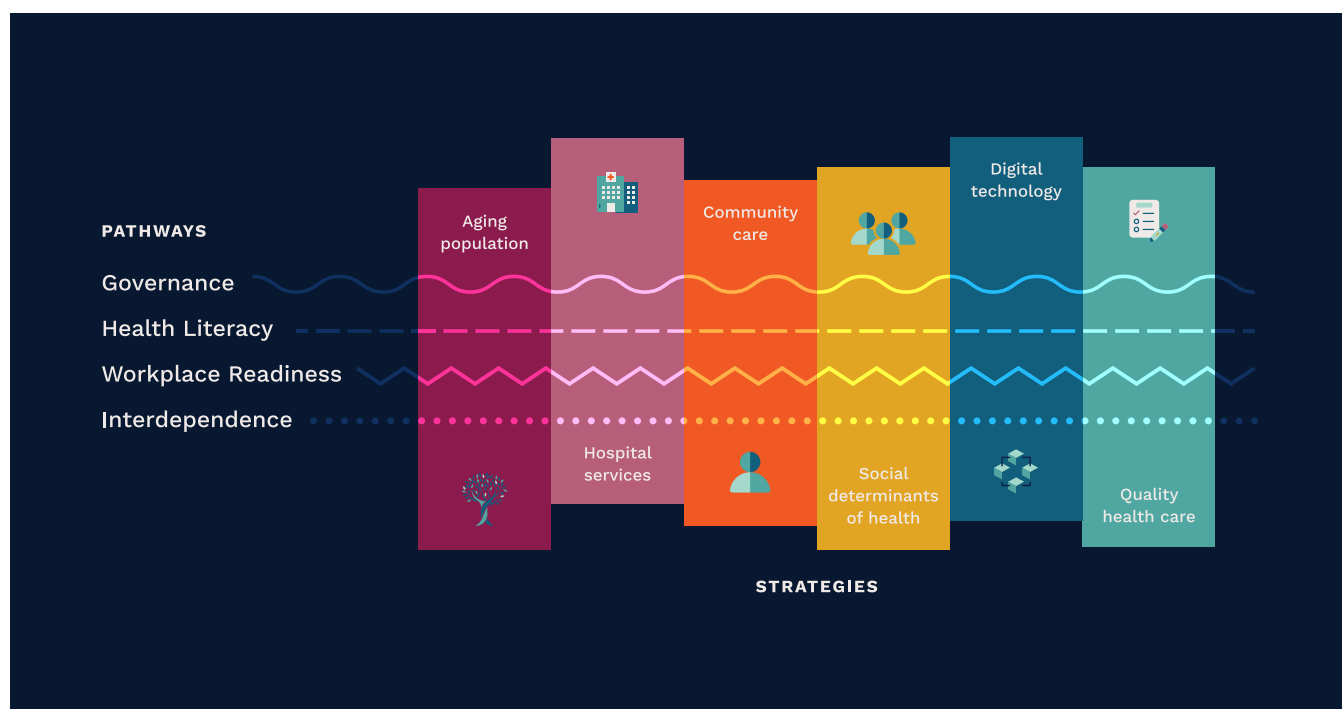 PATHWAYS
Governance
Health Literacy
Workplace Readiness
Interdependence
Aging
population
Hospital
services
Community
care
Social
determinants
of health
Digital
technology
Quality
health care
STRATEGIES